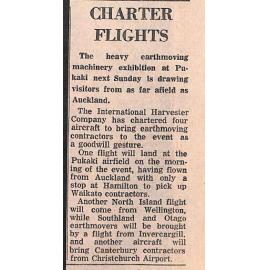 CHARTER
FLIGHTS
The heavy earthmoving
machinery exhibition at Pu-
kaki next Sunday is drawing
visitors from as far afield as
Auckland.
The International Harvester
Company has chartered four
aircraft to bring earthmoving
contractors to the event as
a goodwill gesture.
One flight will land at the
Pukaki airfield on the morn-
ing of the event, having flown
from Auckland with only a
stop at Hamilton to pick up
Waikato contractors.
Another North Island flight
will come from Wellington,
while Southland and Otago
earthmovers will be brought
by a flight from Invercargill,
and another aircraft will
bring Canterbury contractors
from Christchurch Airport.